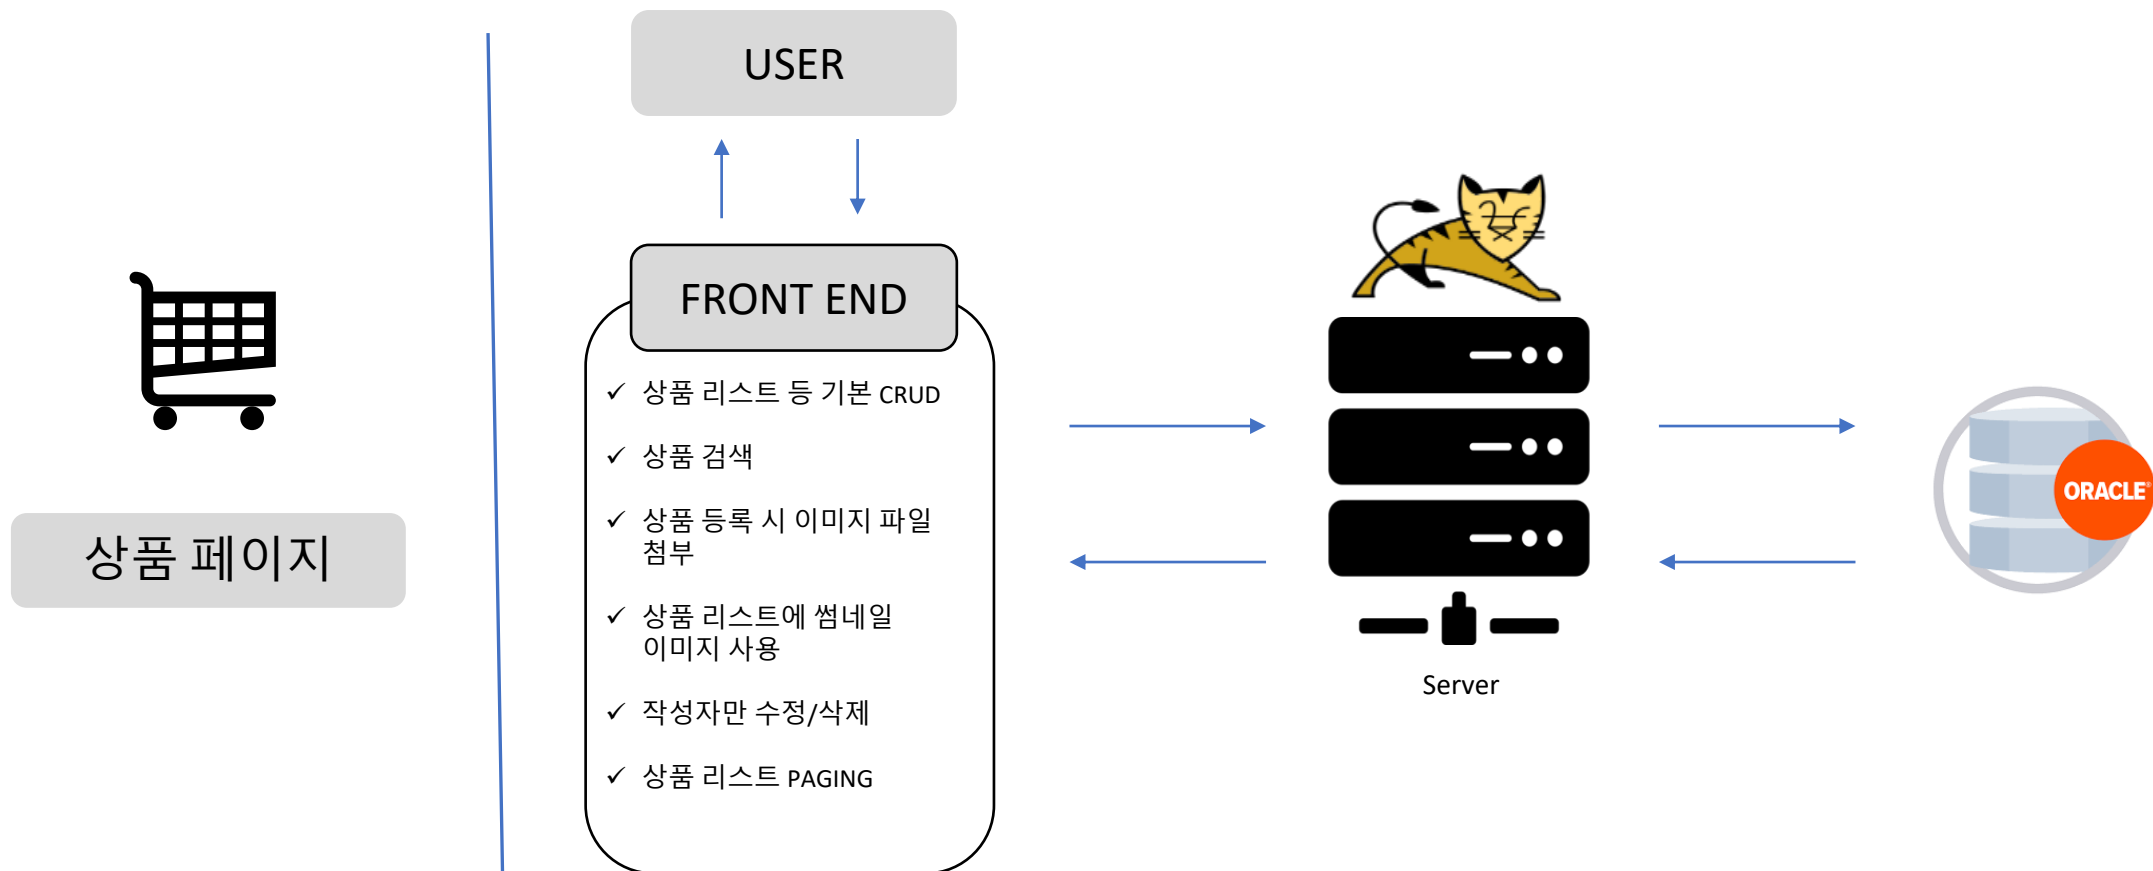 USER
FRONT END
상품 페이지
✓ 상품 리스트 등 기본 CRUD
✓ 상품 검색
✓ 상품 등록 시 이미지 파일
첨부
✓ 상품 리스트에 썸네일
이미지 사용
✓ 작성자만 수정/삭제
✓ 상품 리스트 PAGING
Server
ORACLE